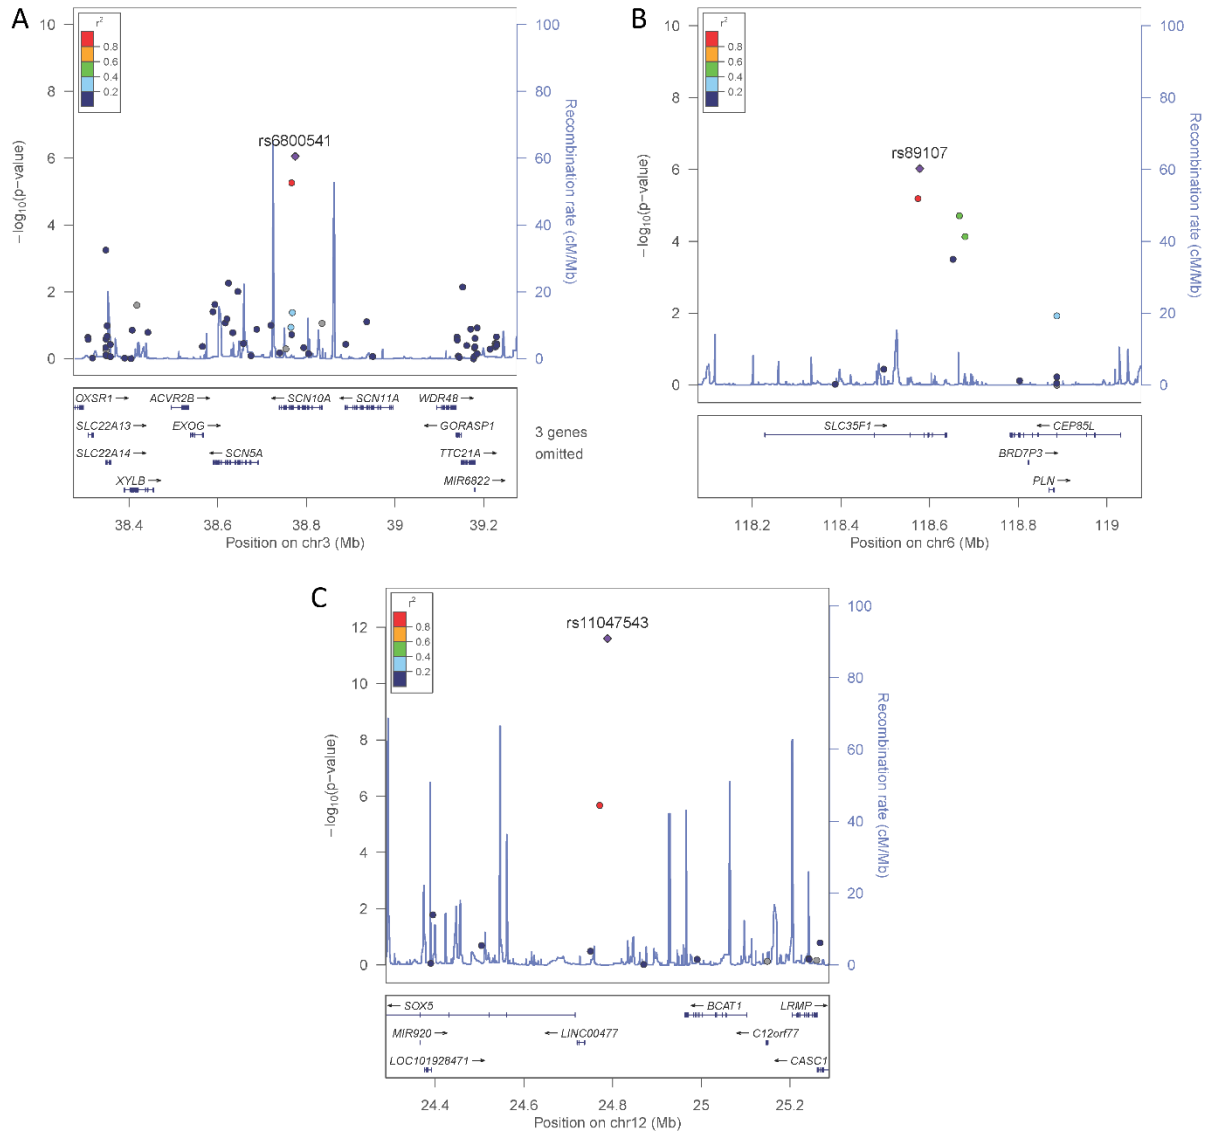 A
r²
0.8
0.6
0.4
0.2
rs6800541
10
8
6
4
2
0
−log10(p−value)
100
80
60
40
20
0
Recombination rate (cM/Mb)
OXSR1 → ACVR2B → ← SCN10A ← SCN11A WDR48 →
SLC22A13 → EXOG → ← GORASP1
SLC22A14 → ← SCN5A TTC21A →
XYLB → MIR6822 →
3 genes
omitted
38.4 38.6 38.8 39 39.2
Position on chr3 (Mb)
B
r²
0.8
0.6
0.4
0.2
rs89107
10
8
6
4
2
0
−log10(p−value)
100
80
60
40
20
0
Recombination rate (cM/Mb)
SLC35F1 → ← CEP85L
BRD7P3 →
PLN →
118.2 118.4 118.6 118.8 119
Position on chr6 (Mb)
C
r²
0.8
0.6
0.4
0.2
rs11047543
12
10
8
6
4
2
0
−log10(p−value)
100
80
60
40
20
0
Recombination rate (cM/Mb)
← SOX5 ← BCAT1 LRMP →
MIR920 → ← LINC00477 ← C12orf77
LOC101928471 → ← CASC1
24.4 24.6 24.8 25 25.2
Position on chr12 (Mb)